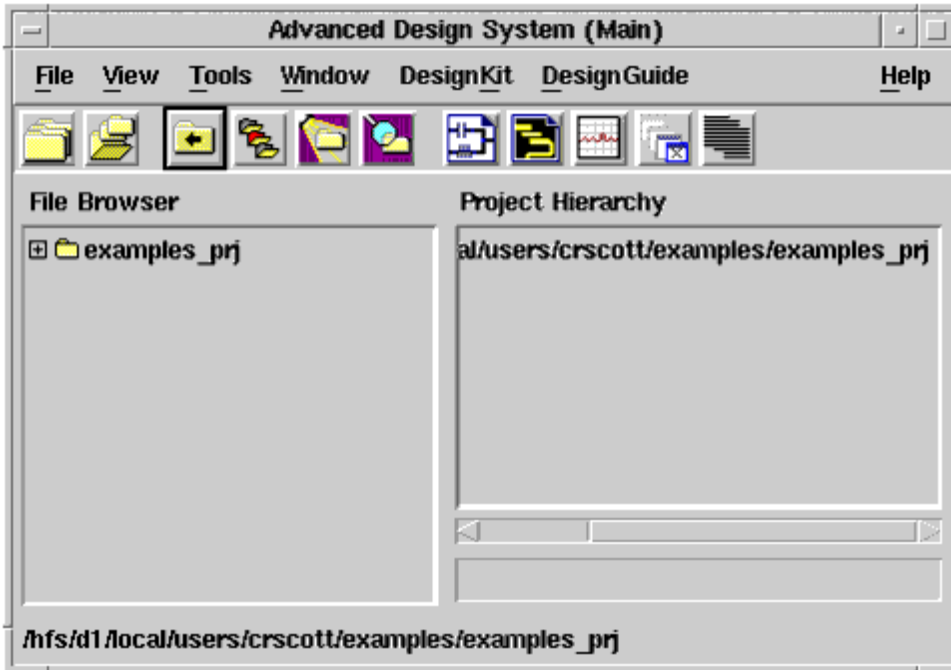 Advanced Design System (Main)
File View Tools Window DesignKit DesignGuide Help
File Browser
Project Hierarchy
examples_prj
al/users/crscott/examples/examples_prj
/hfs/d1/local/users/crscott/examples/examples_prj